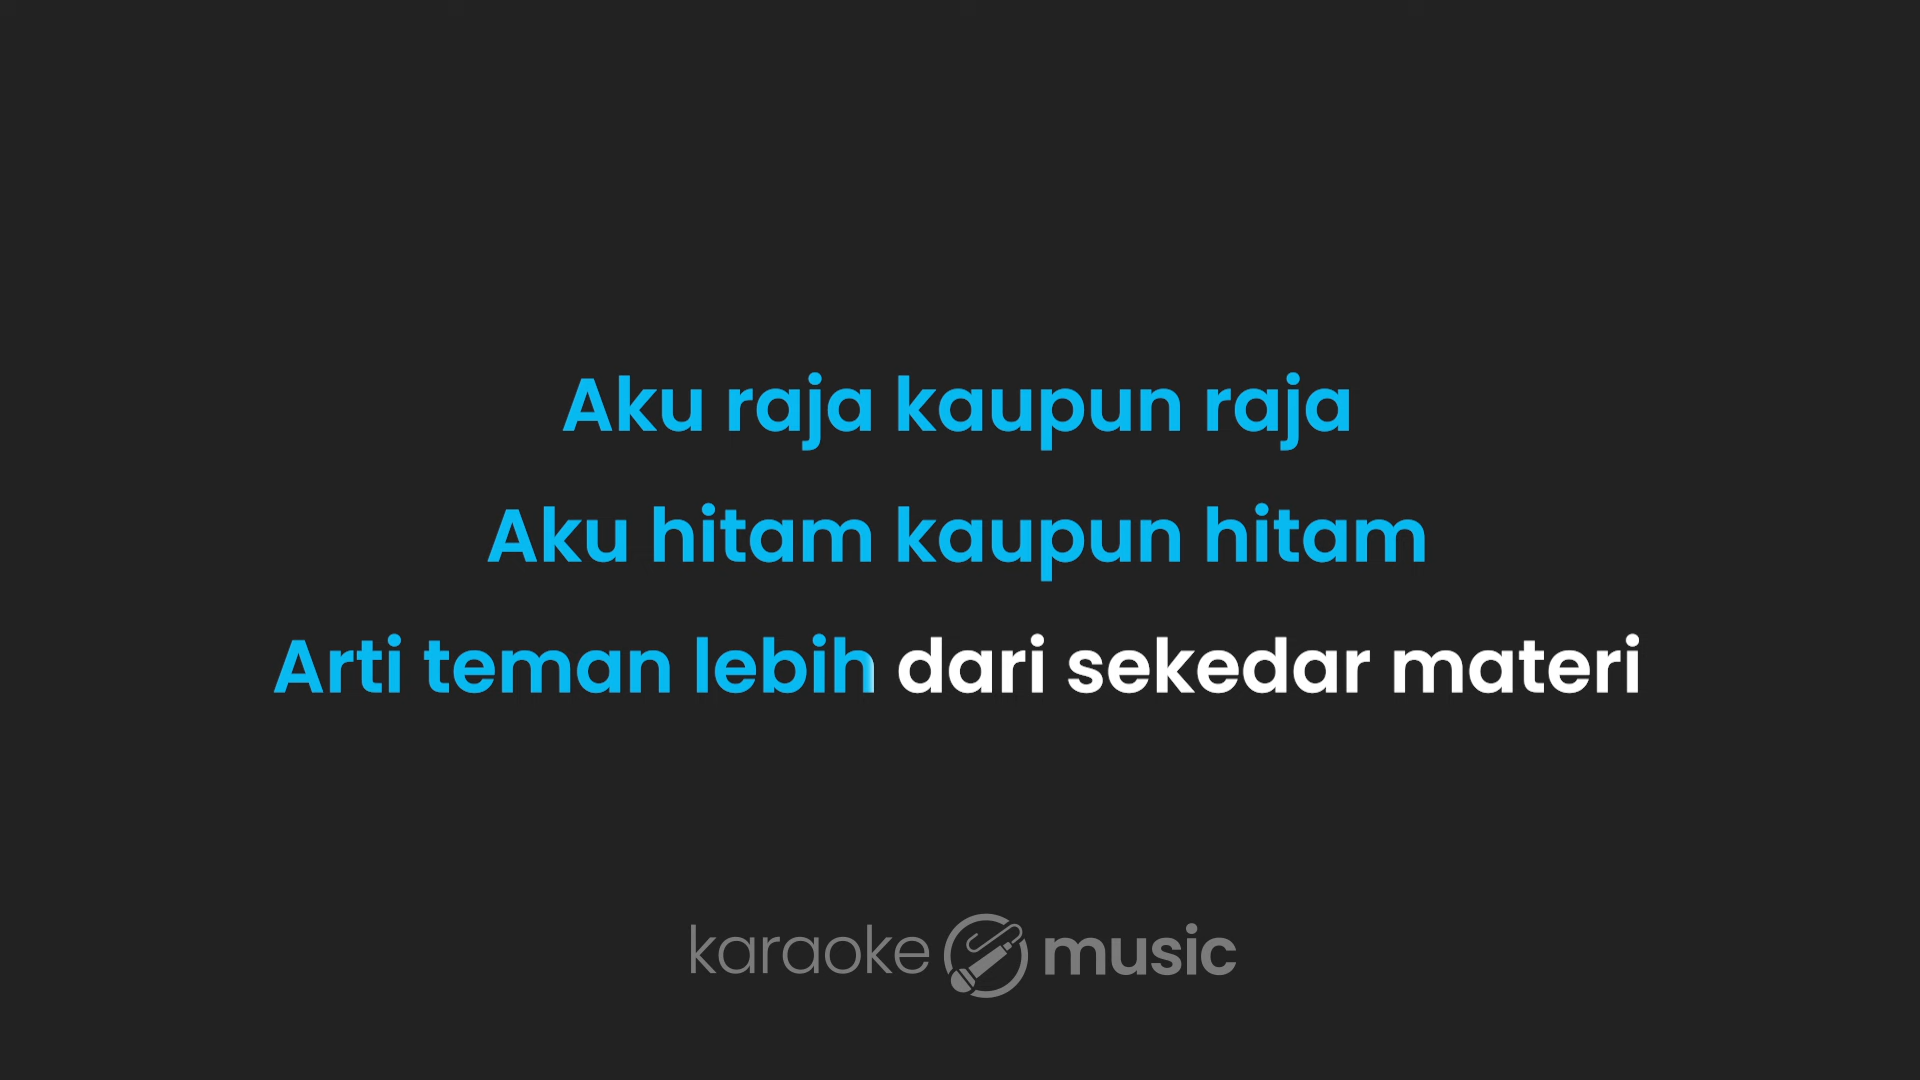 Aku raja kaupun raja
Aku hitam kaupun hitam
Arti teman lebih dari sekedar materi
karaoke music